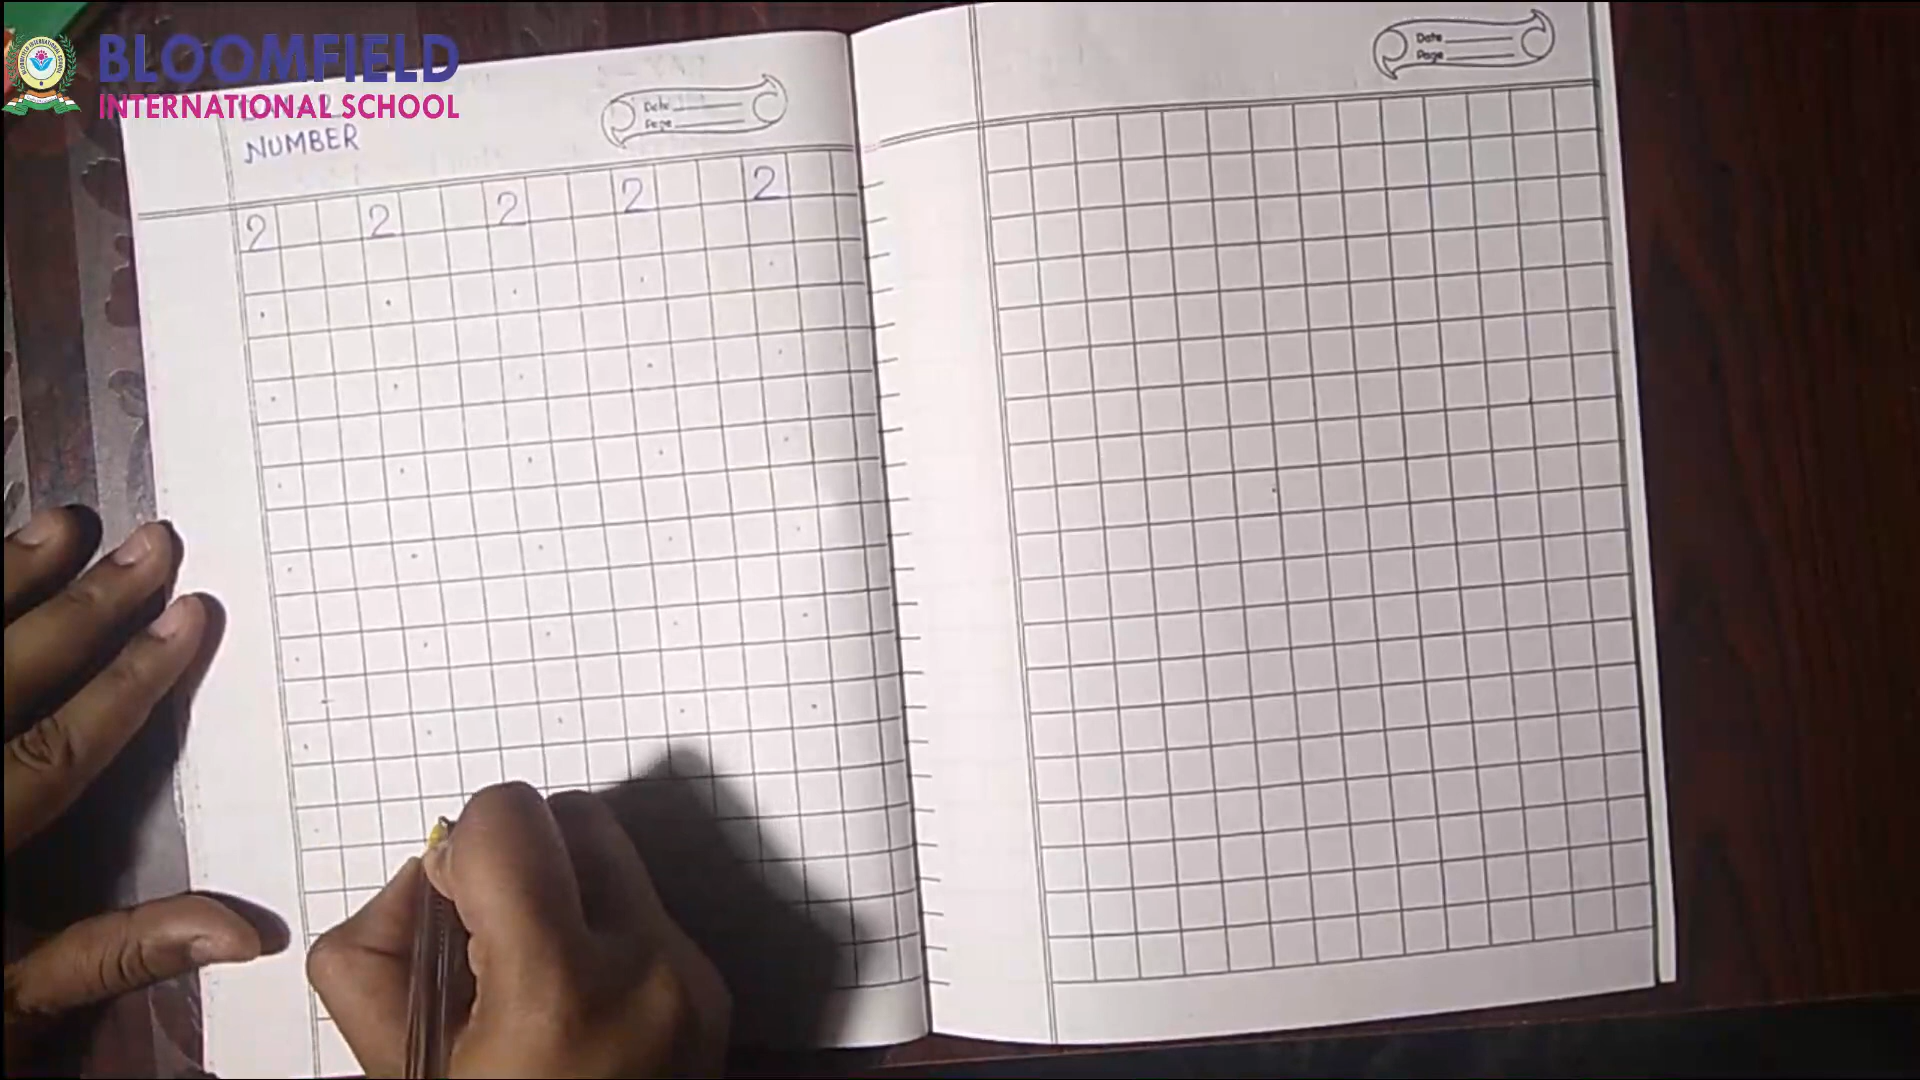 BLOOMFIELD
INTERNATIONAL SCHOOL
NUMBER
Date
Page
2 2 2 2 2
Date
Page